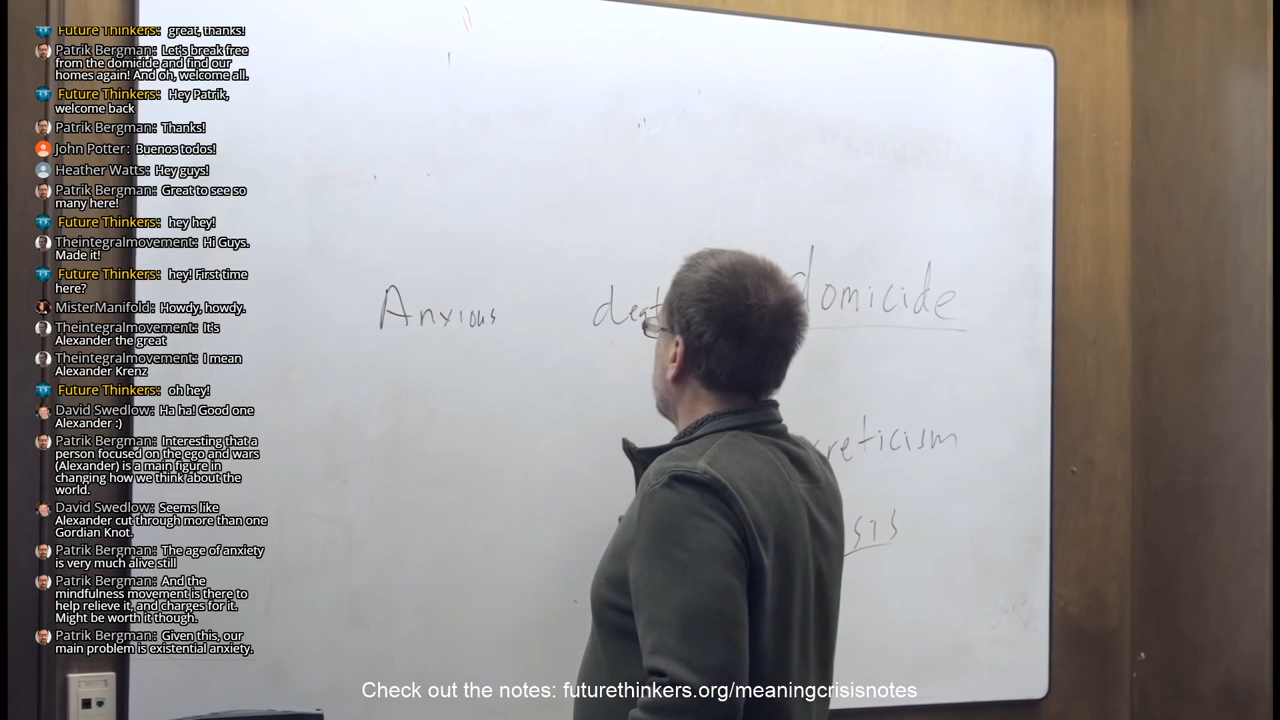 Future Thinkers: great, thanks!
Patrik Bergman: Let's break free
from the domicide and find our
homes again! And oh, welcome all.
Future Thinkers: Hey Patrik,
welcome back
Patrik Bergman: Thanks!
John Potter: Buenos todos!
Heather Watts: Hey guys!
Patrik Bergman: Great to see so
many here!
Future Thinkers: hey hey!
Theintegralmovement: Hi Guys.
Made it!
Future Thinkers: hey! First time
here?
MisterManifold: Howdy, howdy.
Theintegralmovement: It's
Alexander the great
Theintegralmovement: I mean
Alexander Krenz
Future Thinkers: oh hey!
David Swedlow: Ha ha! Good one
Alexander :)
Patrik Bergman: Interesting that a
person focused on the ego and wars
(Alexander) is a main figure in
changing how we think about the
world.
David Swedlow: Seems like
Alexander cut through more than one
Gordian Knot.
Patrik Bergman: The age of anxiety
is very much alive still
Patrik Bergman: And the
mindfulness movement is there to
help relieve it, and charges for it.
Might be worth it though.
Patrik Bergman: Given this, our
main problem is existential anxiety.
Anxious deat domicide
reticism
Check out the notes: futurethinkers.org/meaningcrisisnotes